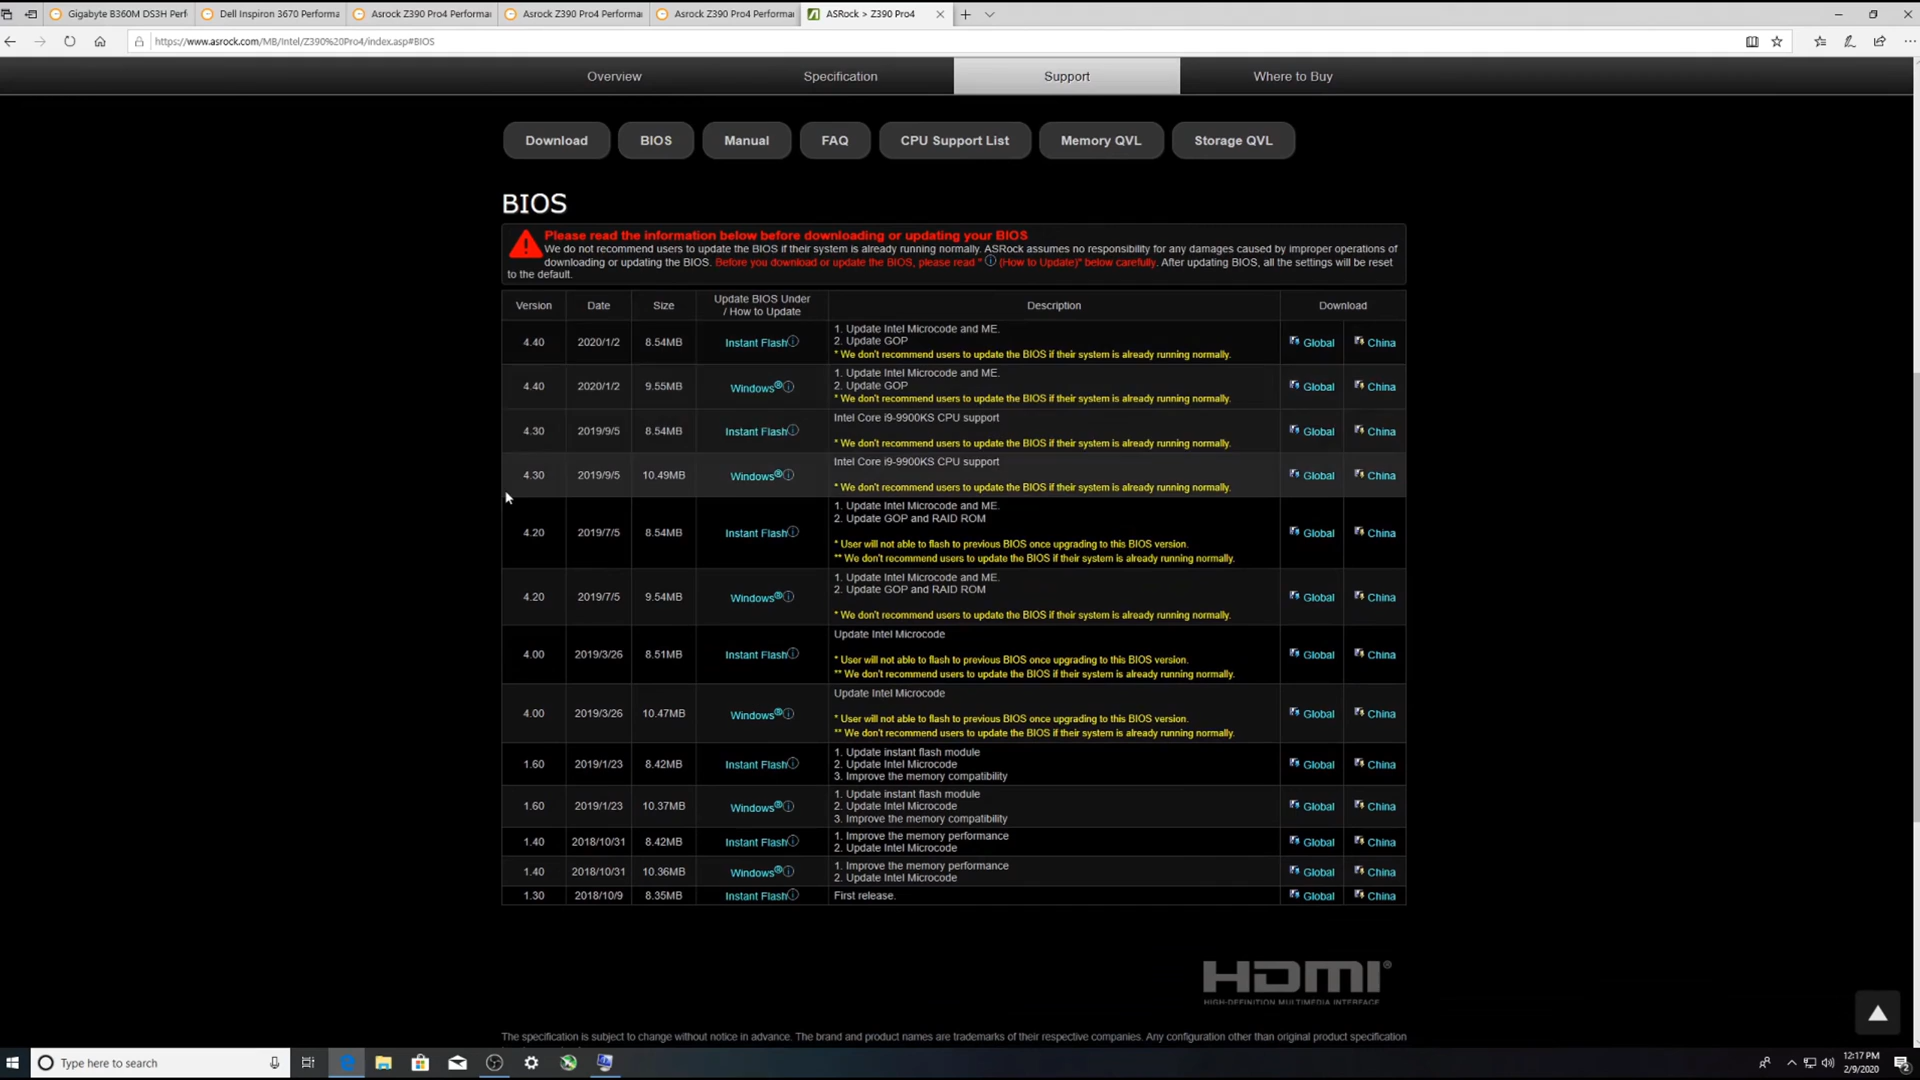 Gigabyte B360M DS3H Perf
Dell Inspiron 3670 Performa
Asrock Z390 Pro4 Performan
Asrock Z390 Pro4 Performan
Asrock Z390 Pro4 Performan
ASRock > Z390 Pro4
https://www.asrock.com/MB/Intel/Z390%20Pro4/index.asp#BIOS
Overview
Specification
Support
Where to Buy
Download
BIOS
Manual
FAQ
CPU Support List
Memory QVL
Storage QVL
BIOS
Please read the information below before downloading or updating your BIOS
We do not recommend users to update the BIOS if their system is already running normally. ASRock assumes no responsibility for any damages caused by improper operations of
downloading or updating the BIOS. Before you download or update the BIOS, please read " ⓘ (How to Update)" below carefully. After updating BIOS, all the settings will be reset
to the default.
Version Date Size Update BIOS Under / How to Update Description Download
4.40 2020/1/2 8.54MB Instant Flash 1. Update Intel Microcode and ME. Global China
2. Update GOP
* We don't recommend users to update the BIOS if their system is already running normally.
4.40 2020/1/2 9.55MB Windows® 1. Update Intel Microcode and ME. Global China
2. Update GOP
* We don't recommend users to update the BIOS if their system is already running normally.
4.30 2019/9/5 8.54MB Instant Flash Intel Core i9-9900KS CPU support Global China
* We don't recommend users to update the BIOS if their system is already running normally.
4.30 2019/9/5 10.49MB Windows® Intel Core i9-9900KS CPU support Global China
* We don't recommend users to update the BIOS if their system is already running normally.
4.20 2019/7/5 8.54MB Instant Flash 1. Update Intel Microcode and ME. Global China
2. Update GOP and RAID ROM
* User will not able to flash to previous BIOS once upgrading to this BIOS version.
** We don't recommend users to update the BIOS if their system is already running normally.
4.20 2019/7/5 9.54MB Windows® 1. Update Intel Microcode and ME. Global China
2. Update GOP and RAID ROM
* We don't recommend users to update the BIOS if their system is already running normally.
4.00 2019/3/26 8.51MB Instant Flash Update Intel Microcode Global China
* User will not able to flash to previous BIOS once upgrading to this BIOS version.
** We don't recommend users to update the BIOS if their system is already running normally.
4.00 2019/3/26 10.47MB Windows® Update Intel Microcode Global China
* User will not able to flash to previous BIOS once upgrading to this BIOS version.
** We don't recommend users to update the BIOS if their system is already running normally.
1.60 2019/1/23 8.42MB Instant Flash 1. Update instant flash module Global China
2. Update Intel Microcode
3. Improve the memory compatibility
1.60 2019/1/23 10.37MB Windows® 1. Update instant flash module Global China
2. Update Intel Microcode
3. Improve the memory compatibility
1.40 2018/10/31 8.42MB Instant Flash 1. Improve the memory performance Global China
2. Update Intel Microcode
1.40 2018/10/31 10.36MB Windows® 1. Improve the memory performance Global China
2. Update Intel Microcode
1.30 2018/10/9 8.35MB Instant Flash First release. Global China
HDMI®
HIGH-DEFINITION MULTIMEDIA INTERFACE
The specification is subject to change without notice in advance. The brand and product names are trademarks of their respective companies. Any configuration other than original product specification
Type here to search
12:17 PM
2/9/2020
2